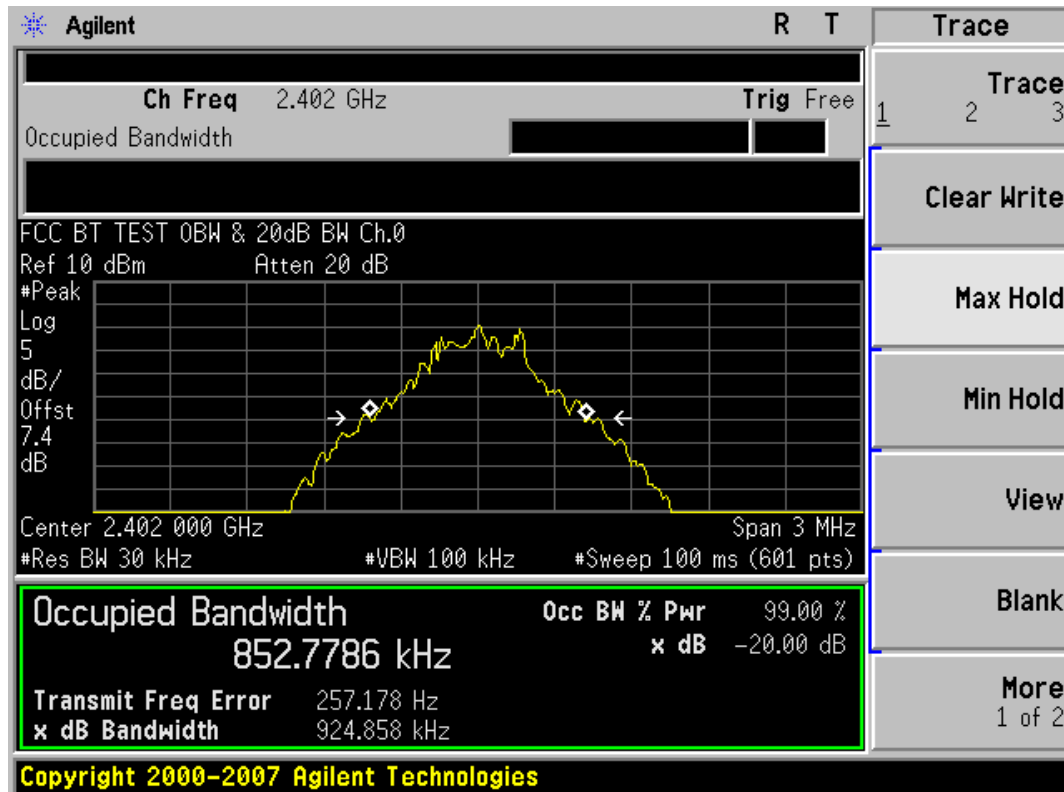 Agilent R T Trace
Ch Freq 2.402 GHz Trig Free
Occupied Bandwidth
Trace
1 2 3
Clear Write
FCC BT TEST OBW & 20dB BW Ch.0
Ref 10 dBm Atten 20 dB
#Peak
Log
5
dB/
Offst
7.4
dB
Max Hold
Min Hold
View
Center 2.402 000 GHz Span 3 MHz
#Res BW 30 kHz #VBW 100 kHz #Sweep 100 ms (601 pts)
Occupied Bandwidth
852.7786 kHz
Occ BW % Pwr 99.00 %
x dB -20.00 dB
Transmit Freq Error 257.178 Hz
x dB Bandwidth 924.858 kHz
Blank
More
1 of 2
Copyright 2000-2007 Agilent Technologies